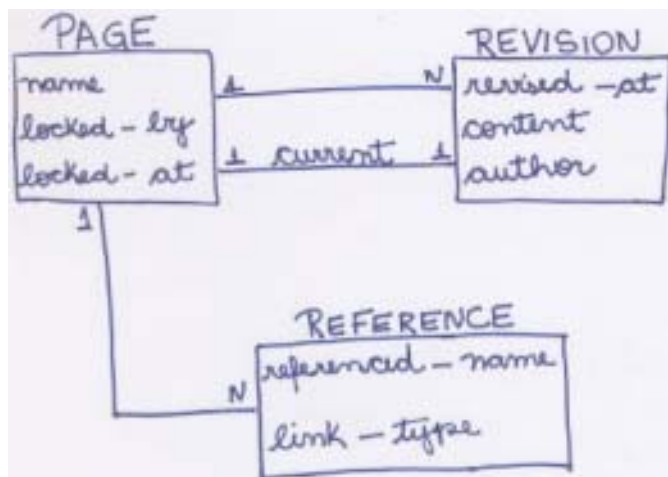 PAGE
name
locked-by
locked-at
1 N
1 current 1
REVISION
revised-at
content
author
1
N
REFERENCE
referenced-name
link-type